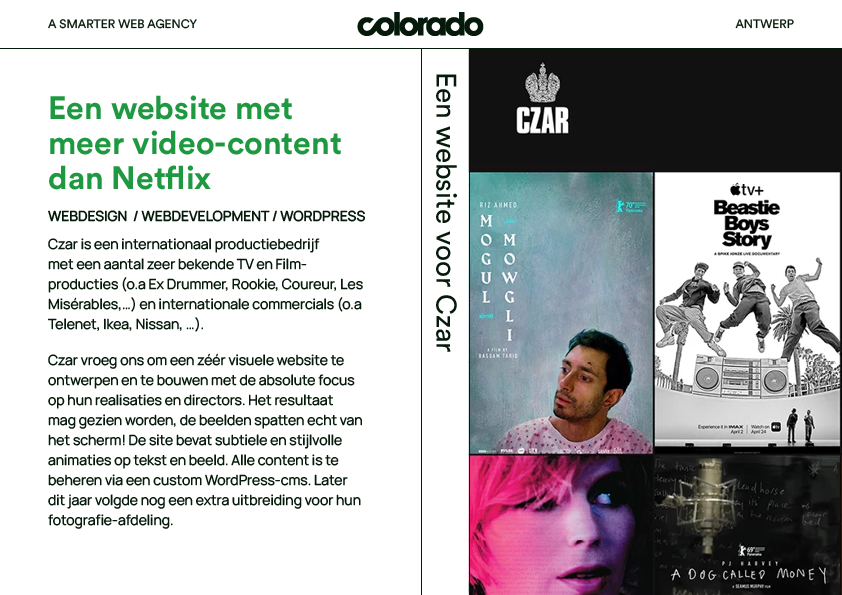 A SMARTER WEB AGENCY
colorado
ANTWERP
Een website met
meer video-content
dan Netflix
WEBDESIGN / WEBDEVELOPMENT / WORDPRESS
Czar is een internationaal productiebedrijf
met een aantal zeer bekende TV en Film-
producties (o.a Ex Drummer, Rookie, Coureur, Les
Misérables,...) en internationale commercials (o.a
Telenet, Ikea, Nissan, ...).
Czar vroeg ons om een zéér visuele website te
ontwerpen en te bouwen met de absolute focus
op hun realisaties en directors. Het resultaat
mag gezien worden, de beelden spatten echt van
het scherm! De site bevat subtiele en stijlvolle
animaties op tekst en beeld. Alle content is te
beheren via een custom WordPress-cms. Later
dit jaar volgde nog een extra uitbreiding voor hun
fotografie-afdeling.
Een website voor Czar
CZAR
RIZ AHMED
MOGUL
MOWGLI
A FILM BY
BASSAM TARIQ
70
Panorama
tv+
Beastie
Boys
Story
A SPIKE JONZE LIVE DOCUMENTARY
Experience it in IMAX
April 2
Watch on
April 24
tv
dead horse
69
Panorama
PJ HARVEY
A DOG CALLED MONEY
A SEAMUS MURPHY FILM